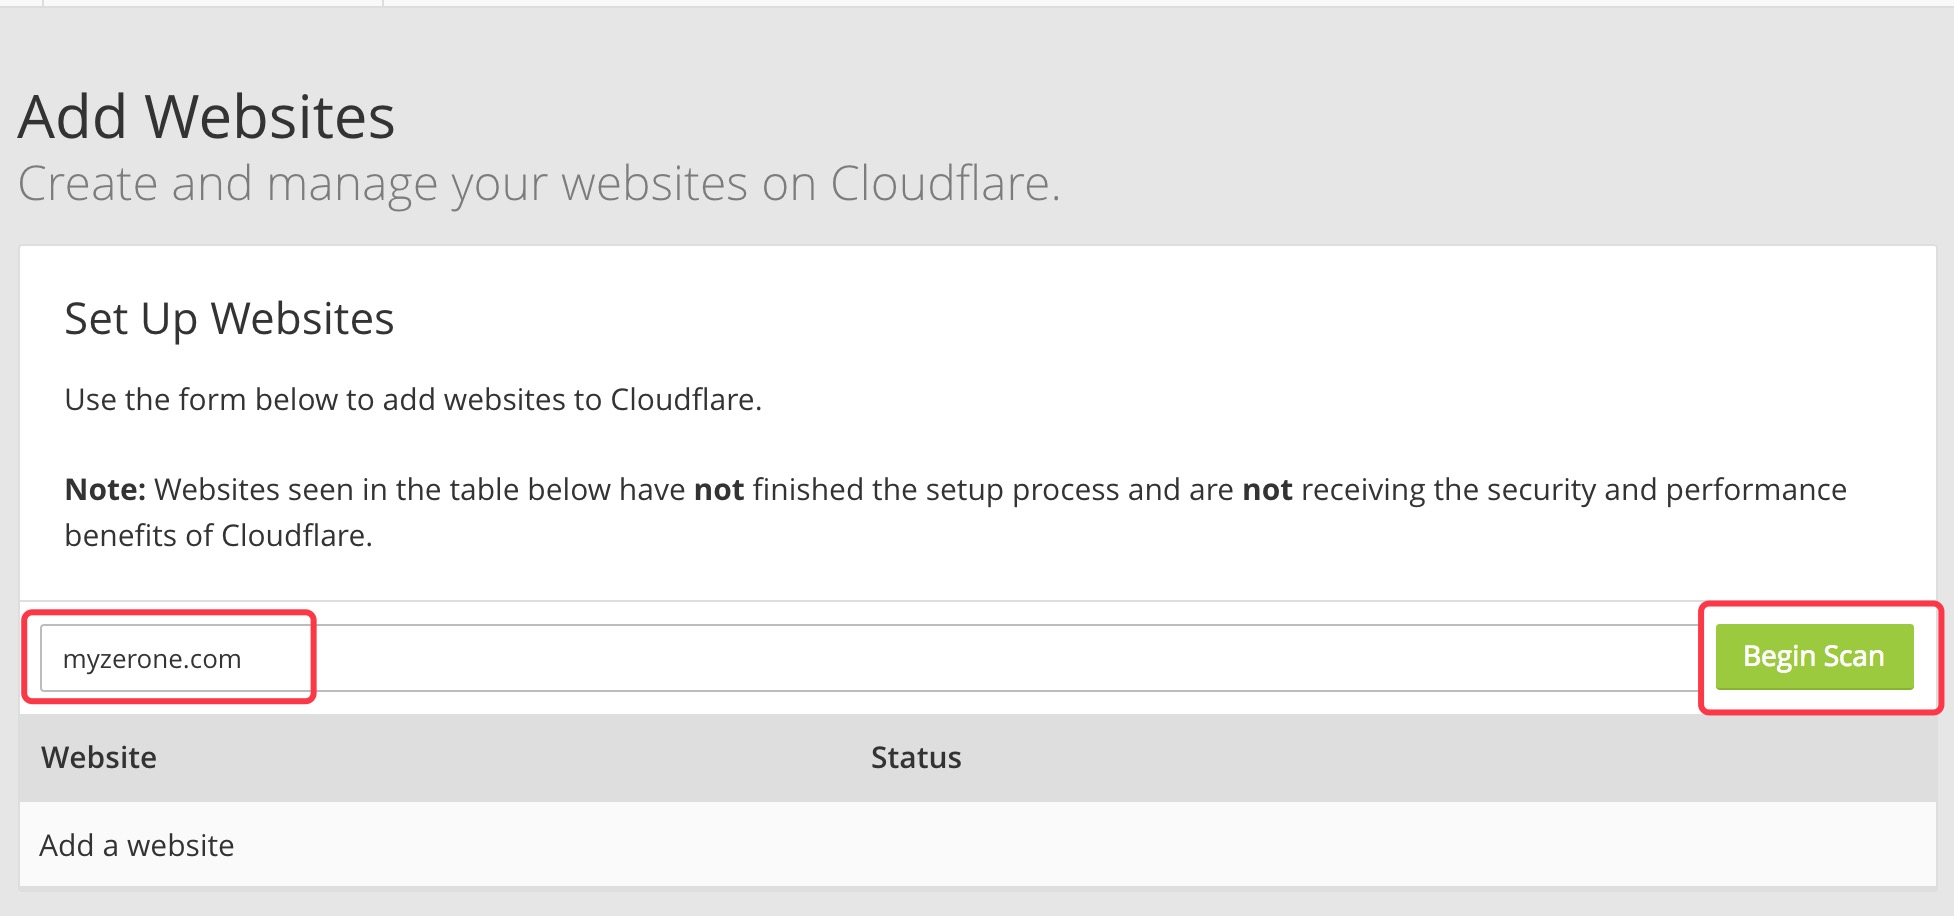 Add Websites
Create and manage your websites on Cloudflare.
Set Up Websites
Use the form below to add websites to Cloudflare.
Note: Websites seen in the table below have not finished the setup process and are not receiving the security and performance
benefits of Cloudflare.
myzerone.com
Begin Scan
Website Status
Add a website